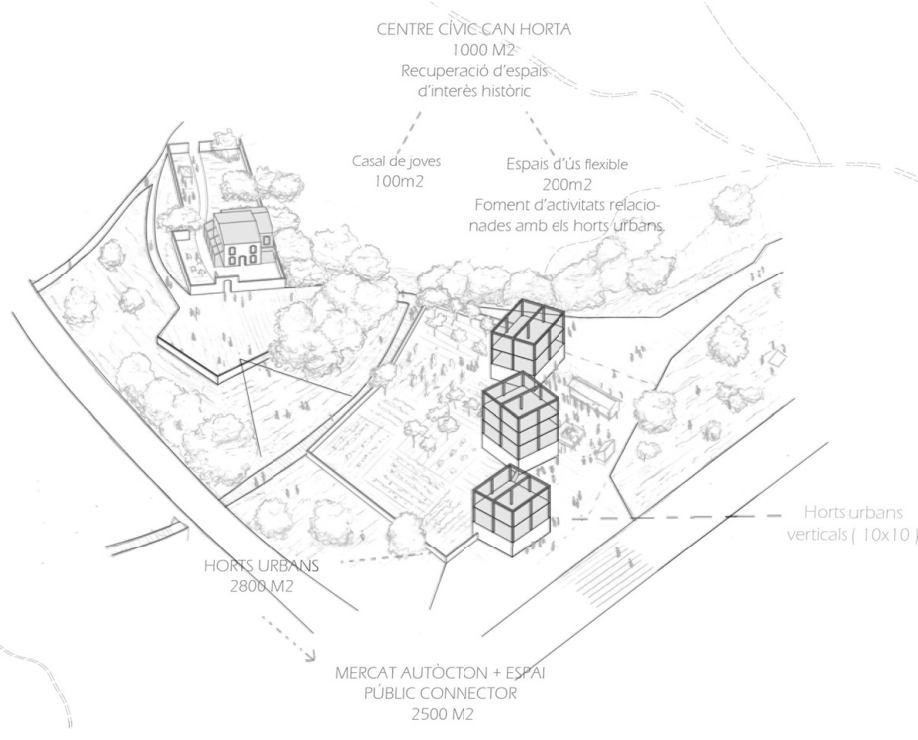 CENTRE CÍVIC CAN HORTA
1000 M2
Recuperació d'espais
d'interès històric
Casal de joves
100m2
Espais d'ús flexible
200m2
Foment d'activitats relacio-
nades amb els horts urbans.
Horts urbans
verticals ( 10x10 )
HORTS URBANS
2800 M2
MERCAT AUTÒCTON + ESPAI
PÚBLIC CONNECTOR
2500 M2